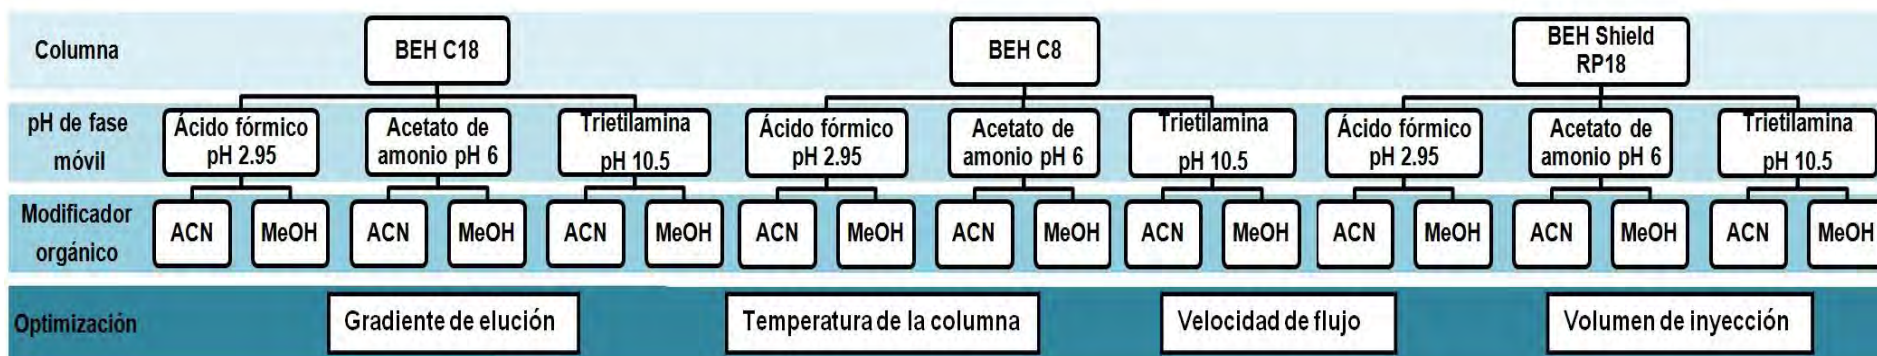 Columna
BEH C18
BEH C8
BEH Shield
RP18
pH de fase
móvil
Ácido fórmico
pH 2.95
Acetato de
amonio pH 6
Trietilamina
pH 10.5
Ácido fórmico
pH 2.95
Acetato de
amonio pH 6
Trietilamina
pH 10.5
Ácido fórmico
pH 2.95
Acetato de
amonio pH 6
Trietilamina
pH 10.5
Modificador
orgánico
ACN
MeOH
ACN
MeOH
ACN
MeOH
ACN
MeOH
ACN
MeOH
ACN
MeOH
ACN
MeOH
ACN
MeOH
ACN
MeOH
Optimización
Gradiente de elución
Temperatura de la columna
Velocidad de flujo
Volumen de inyección